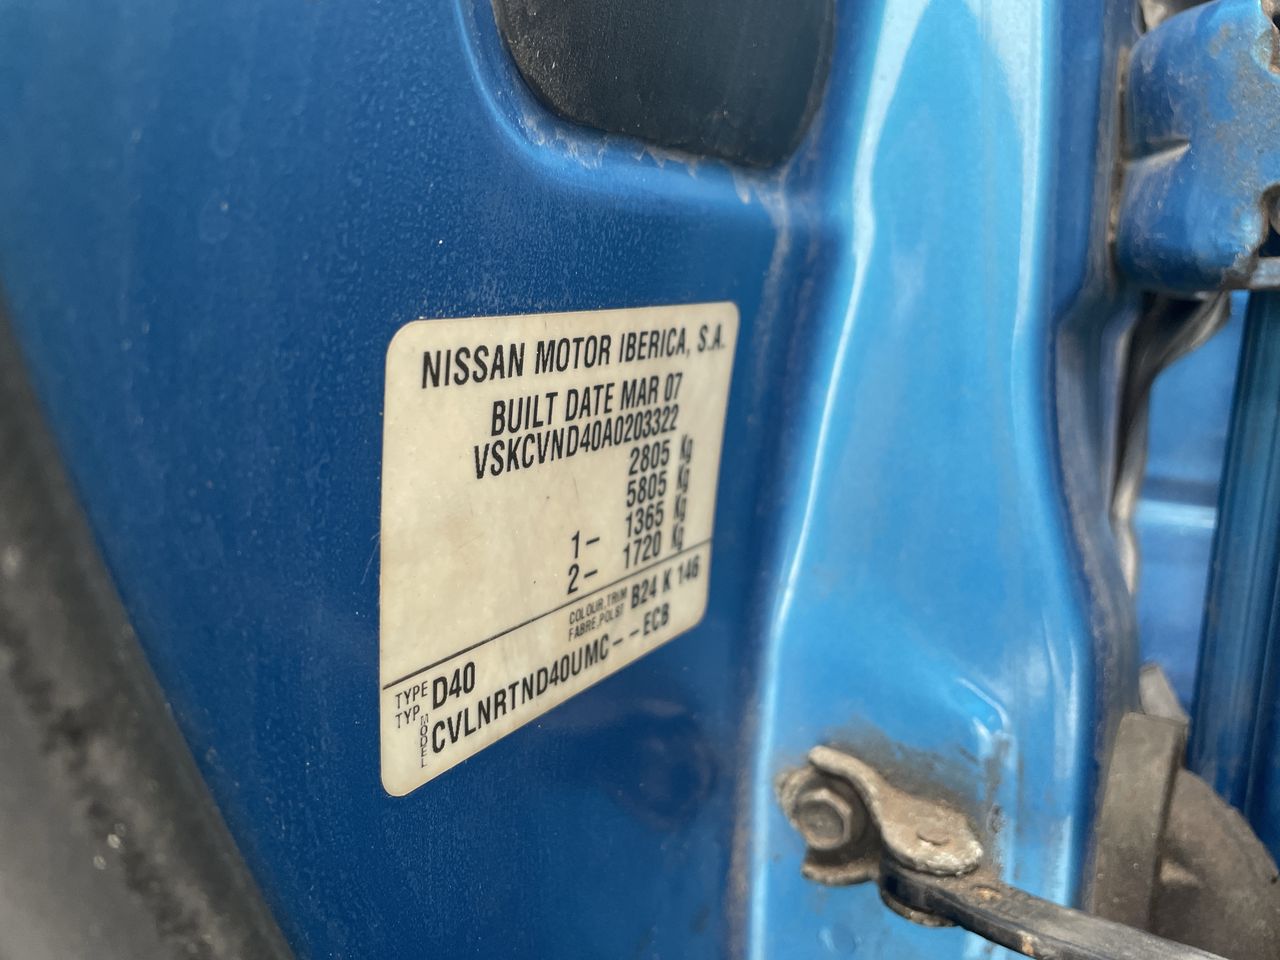 NISSAN MOTOR IBERICA, S.A.
BUILT DATE MAR 07
VSKCVND40A0203322
2805 Kg
5805 Kg
1- 1365 Kg
2- 1720 Kg
COLOUR,TRIM
FABRE,POLST
B24 K 146
TYPE
TYP
D40
MODEL
CVLNRTND40UMC--ECB